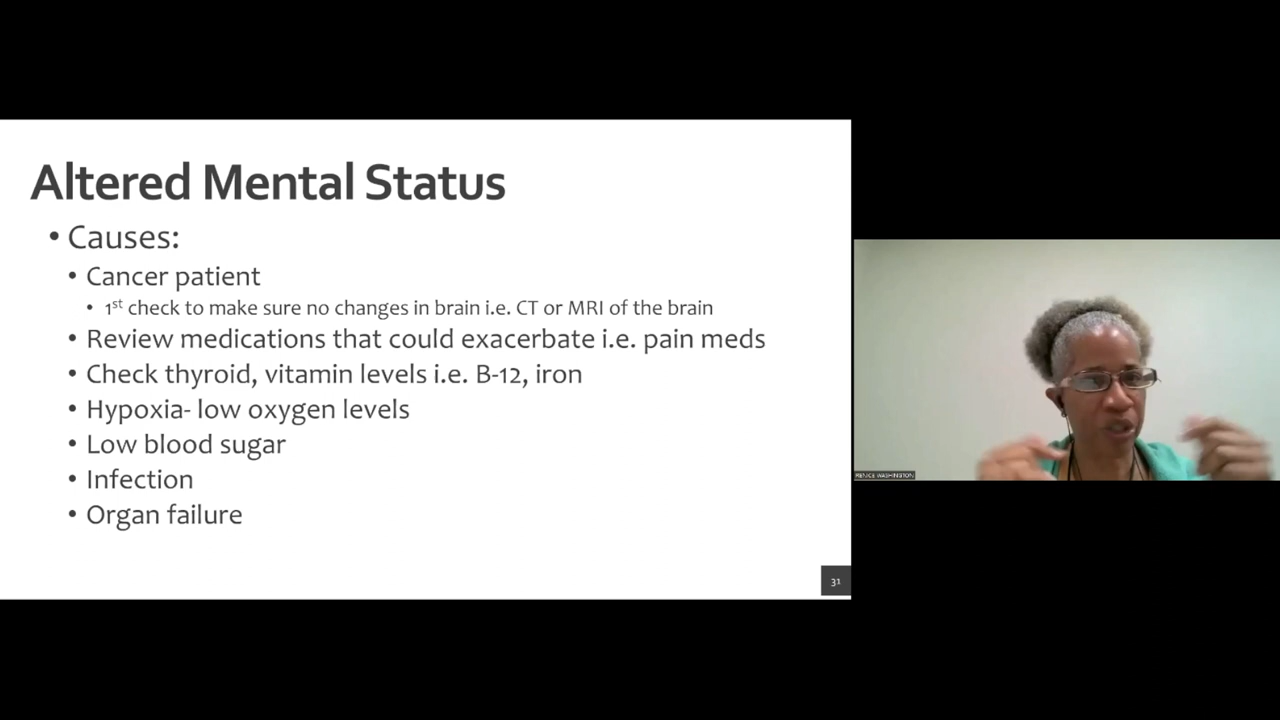 Altered Mental Status
• Causes:
• Cancer patient
• 1st check to make sure no changes in brain i.e. CT or MRI of the brain
• Review medications that could exacerbate i.e. pain meds
• Check thyroid, vitamin levels i.e. B-12, iron
• Hypoxia- low oxygen levels
• Low blood sugar
• Infection
• Organ failure
31
WASHINGTON